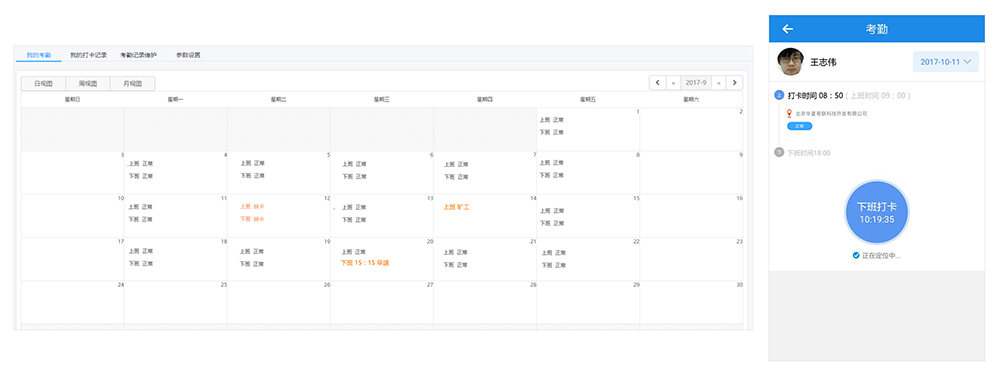 我的考勤 我的打卡记录 考勤记录维护 参数设置
日视图 周视图 月视图 < « 2017-9 » >
星期日 星期一 星期二 星期三 星期四 星期五 星期六
1 2
上班 正常
下班 正常
3 4 5 6 7 8 9
上班 正常 上班 正常 上班 正常 上班 正常 上班 正常
下班 正常 下班 正常 下班 正常 下班 正常 下班 正常
10 11 12 13 14 15 16
上班 正常 上班 缺卡 上班 正常 上班 旷工 上班 正常
下班 正常 下班 缺卡 下班 正常 下班 正常
17 18 19 20 21 22 23
上班 正常 上班 正常 上班 正常 上班 正常 上班 正常
下班 正常 下班 正常 下班 15：15 早退 下班 正常 下班 正常
24 25 26 27 28 29 30
考勤
王志伟 2017-10-11
上 打卡时间 08：50（上班时间 09：00）
北京华夏有联科技开发有限公司
正常
下 下班时间18:00
下班打卡
10:19:35
正在定位中...